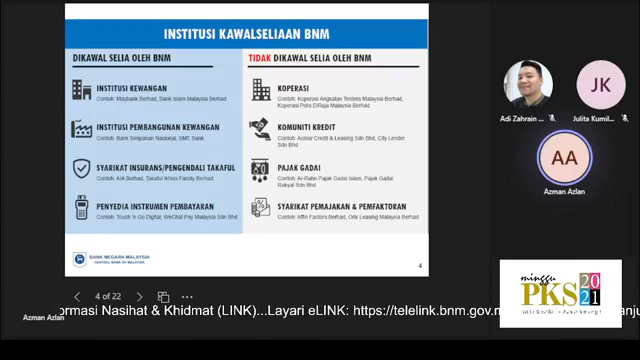 INSTITUSI KAWALSELIAAN BNM
DIKAWAL SELIA OLEH BNM
INSTITUSI KEWANGAN
Contoh: Maybank Berhad, Bank Islam Malaysia Berhad
INSTITUSI PEMBANGUNAN KEWANGAN
Contoh: Bank Simpanan Nasional, SME Bank
SYARIKAT INSURANS/PENGENDALI TAKAFUL
Contoh: AIA Berhad, Takaful Ikhlas Family Berhad
PENYEDIA INSTRUMEN PEMBAYARAN
Contoh: Touch 'n Go Digital, WeChat Pay Malaysia Sdn Bhd
TIDAK DIKAWAL SELIA OLEH BNM
KOPERASI
Contoh: Koperasi Angkatan Tentera Malaysia Berhad,
Koperasi Polis DiRaja Malaysia Berhad
KOMUNITI KREDIT
Contoh: Aemar Credit & Leasing Sdn Bhd, City Lender
Sdn Bhd
PAJAK GADAI
Contoh: Ar-Rahn Pajak Gadai Islam, Pajak Gadai
Rakyat Sdn Bhd
SYARIKAT PEMAJAKAN & PEMFAKTORAN
Contoh: Affin Factors Berhad, Orix Leasing Malaysia Berhad
BANK NEGARA MALAYSIA
CENTRAL BANK OF MALAYSIA
4
4 of 22
Adi Zahrain ...
JK
Julita Kumil...
AA
Azman Azlan
minggu
PKS 2021
ormasi Nasihat & Khidmat (LINK)...Layari eLINK: https://telelink.bnm.gov.
Azman Azlan